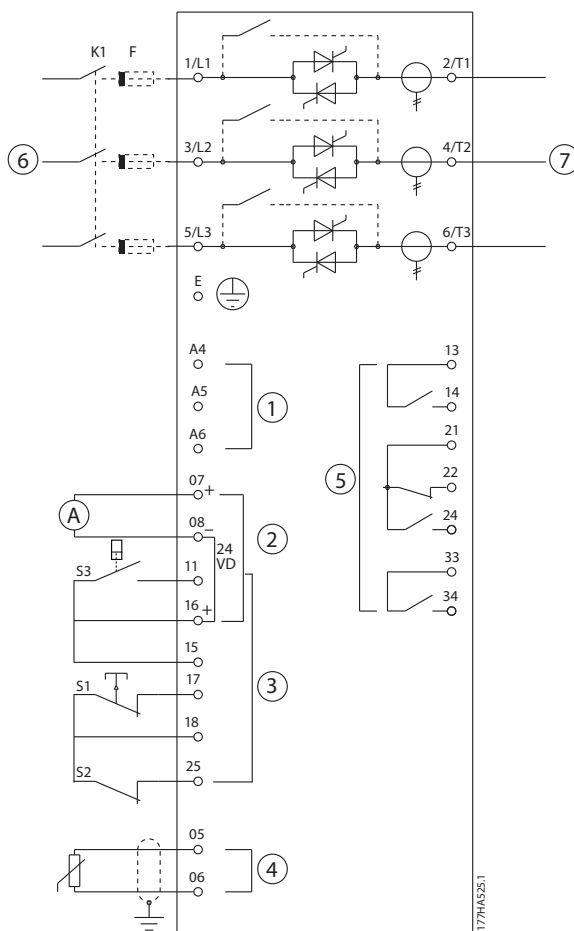 K1 F 1/L1 2/T1
6 3/L2 4/T2 7
5/L3 6/T3
E
A4 13
A5 1 14
A6 21
5 22
07 + 24
A 08 – 2 33
24
VD
S3 11 34
16 +
15
3
S1 17
18
S2 25
05
4
06
177HA525.1